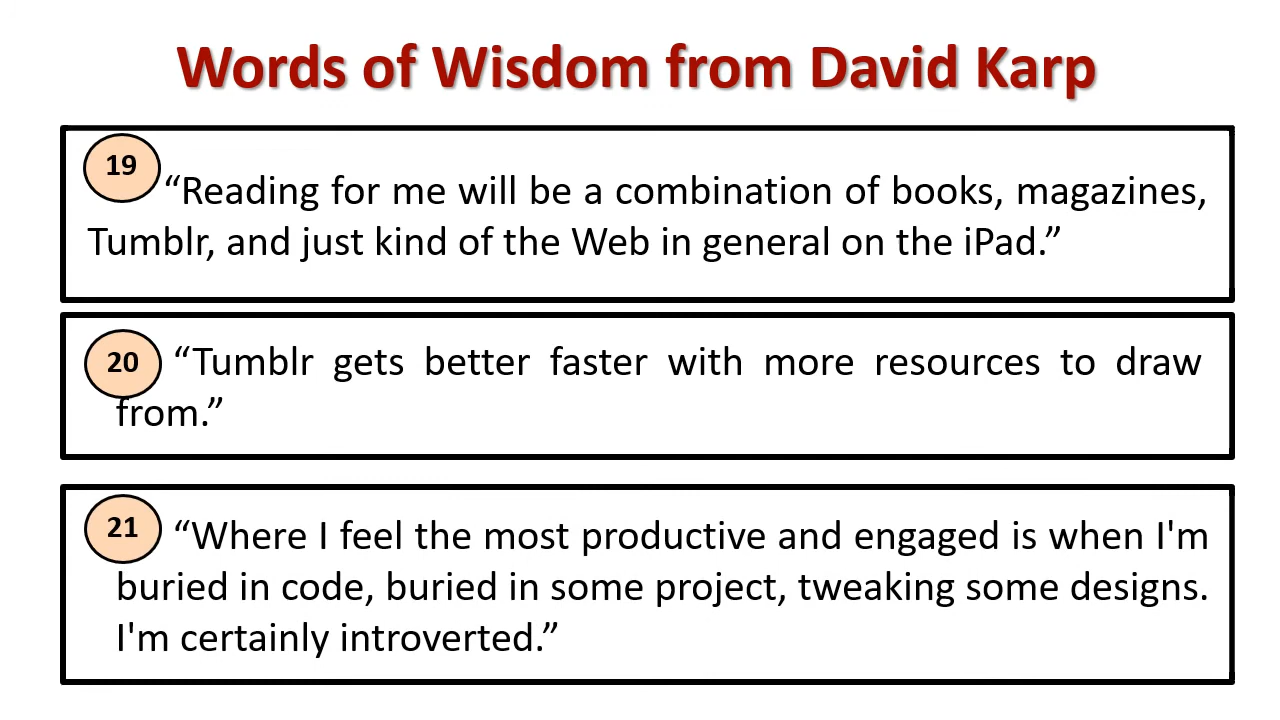 Words of Wisdom from David Karp
19
“Reading for me will be a combination of books, magazines,
Tumblr, and just kind of the Web in general on the iPad.”
20
“Tumblr gets better faster with more resources to draw
from.”
21
“Where I feel the most productive and engaged is when I'm
buried in code, buried in some project, tweaking some designs.
I'm certainly introverted.”